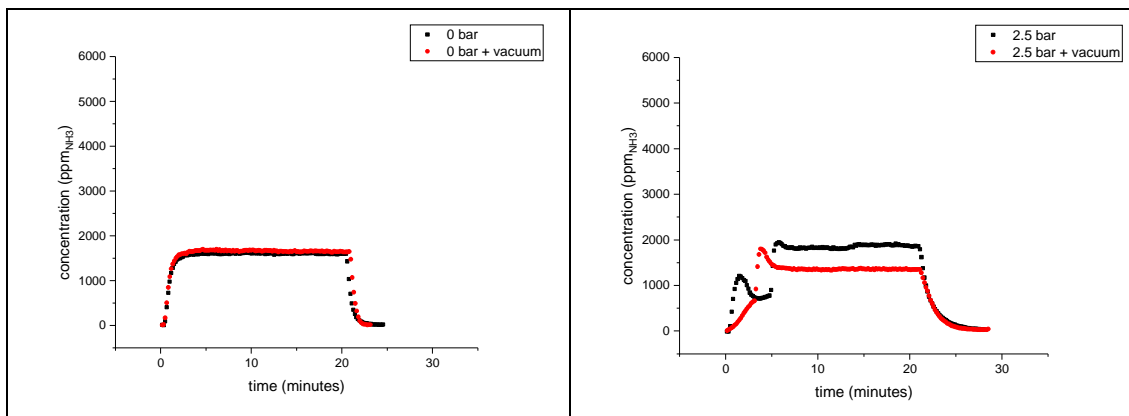 0 bar
0 bar + vacuum
6000
5000
4000
3000
2000
1000
0
concentration (ppmNH3)
0 10 20 30
time (minutes)
2.5 bar
2.5 bar + vacuum
6000
5000
4000
3000
2000
1000
0
concentration (ppmNH3)
0 10 20 30
time (minutes)